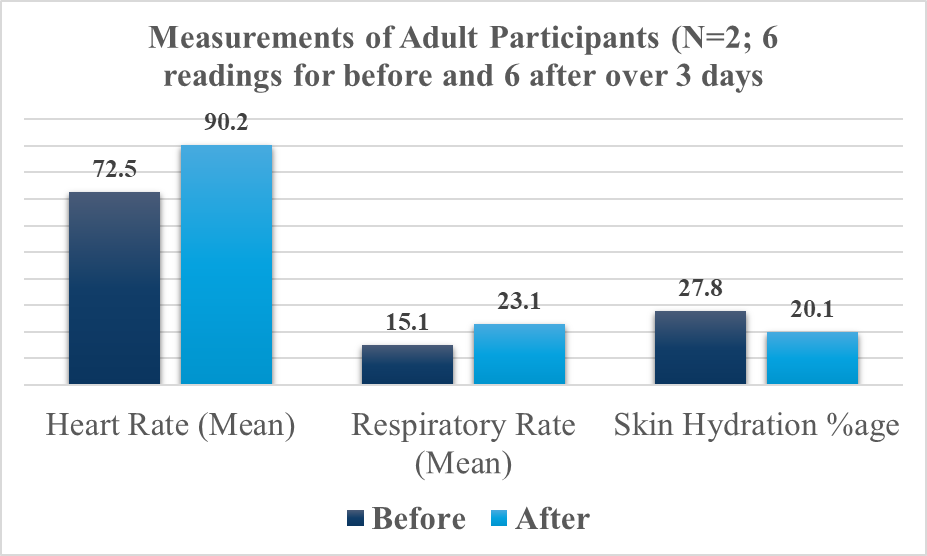 Measurements of Adult Participants (N=2; 6
readings for before and 6 after over 3 days
72.5
90.2
15.1
23.1
27.8
20.1
Heart Rate (Mean)
Respiratory Rate
(Mean)
Skin Hydration %age
Before
After